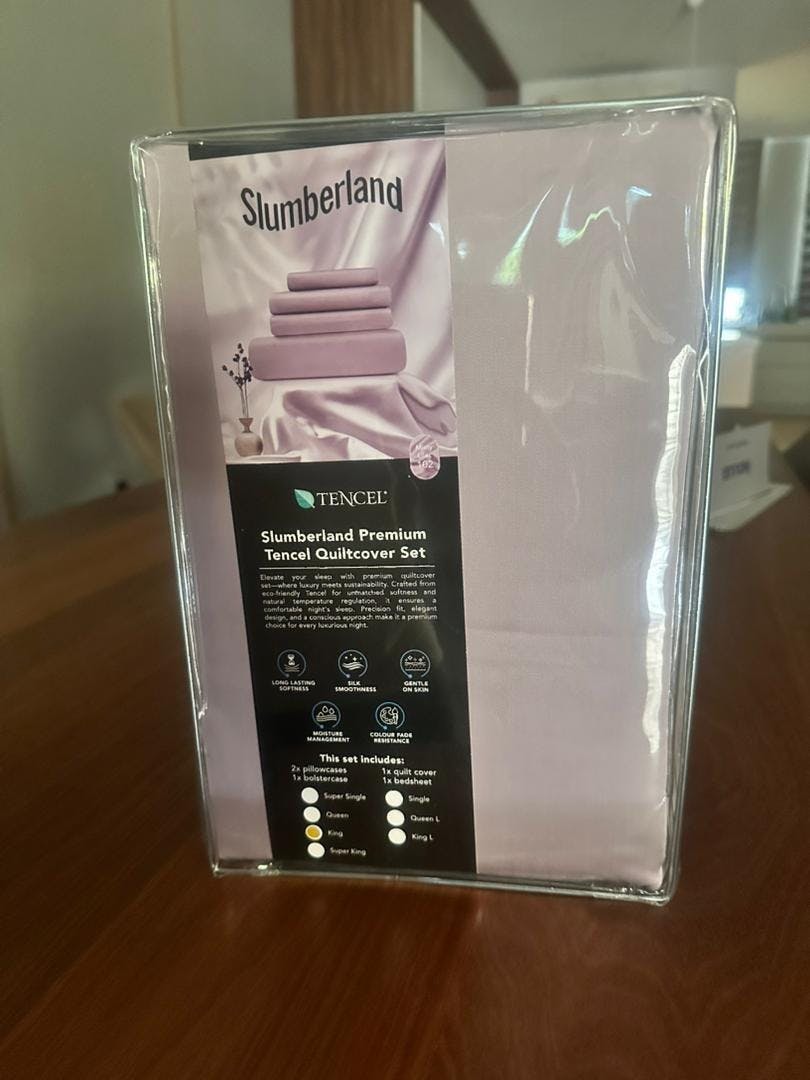 Slumberland
102
TENCEL®
Slumberland Premium
Tencel Quiltcover Set
Elevate your sleep with premium quiltcover
set—where luxury meets sustainability. Crafted from
eco-friendly Tencel for unmatched softness and
natural temperature regulation, it ensures a
comfortable night's sleep. Precision fit, elegant
design, and a conscious approach make it a premium
choice for every luxurious night.
LONG LASTING
SOFTNESS
SILK
SMOOTHNESS
GENTLE
ON SKIN
MOISTURE
MANAGEMENT
COLOUR FADE
RESISTANCE
This set includes:
2x pillowcases
1x bolstercase
1x quilt cover
1x bedsheet
Super Single
Single
Queen
Queen L
King
King L
Super King